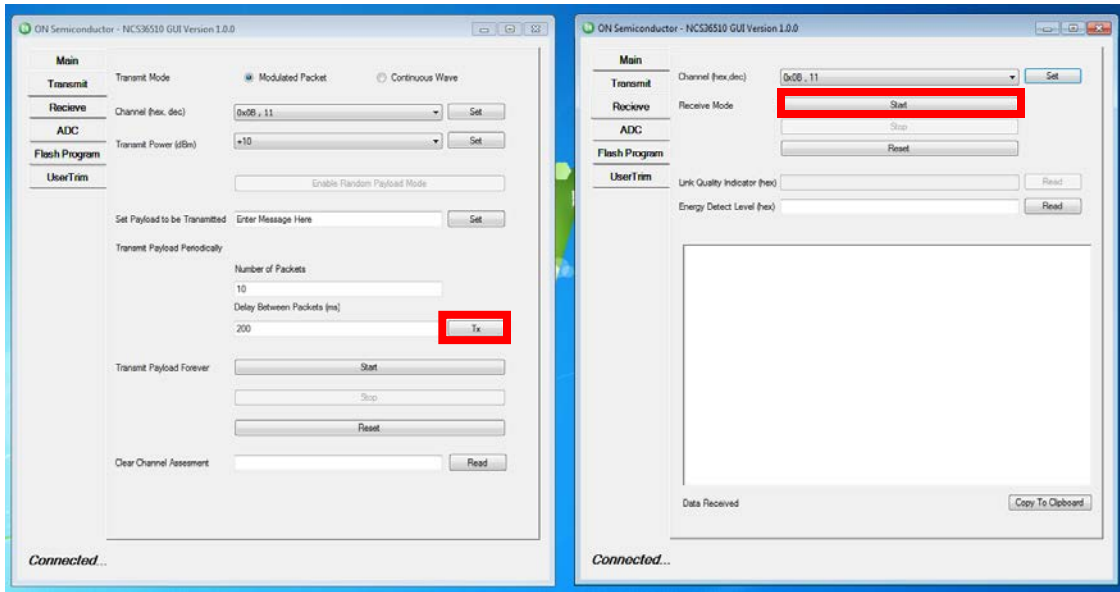 ON Semiconductor - NCS36510 GUI Version 1.0.0
Main
Transmit
Recieve
ADC
Flash Program
UserTrim
Transmit Mode Modulated Packet Continuous Wave
Channel (hex, dec) 0x0B , 11 Set
Transmit Power (dBm) +10 Set
Enable Random Payload Mode
Set Payload to be Transmitted Enter Message Here Set
Transmit Payload Periodically
Number of Packets
10
Delay Between Packets (ms)
200 Tx
Transmit Payload Forever Start
Stop
Reset
Clear Channel Assesment Read
Connected...
ON Semiconductor - NCS36510 GUI Version 1.0.0
Main
Transmit
Recieve
ADC
Flash Program
UserTrim
Channel (hex,dec) 0x0B , 11 Set
Receive Mode Start
Stop
Reset
Link Quality Indicator (hex) Read
Energy Detect Level (hex) Read
Data Received Copy To Clipboard
Connected...